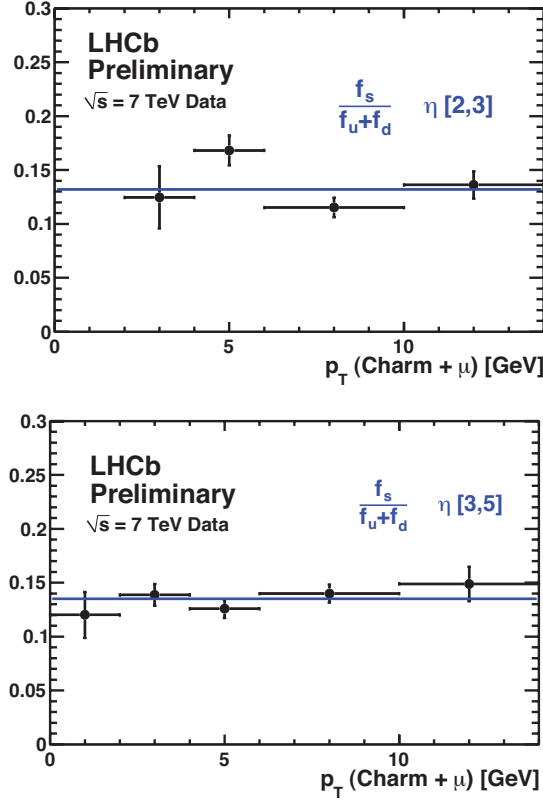 0.3
LHCb
Preliminary
√s = 7 TeV Data
f_s
f_u+f_d
η [2,3]
0.25
0.2
0.15
0.1
0.05
0
0 5 10
p_T (Charm + μ) [GeV]
0.3
LHCb
Preliminary
√s = 7 TeV Data
f_s
f_u+f_d
η [3,5]
0.25
0.2
0.15
0.1
0.05
0
0 5 10
p_T (Charm + μ) [GeV]